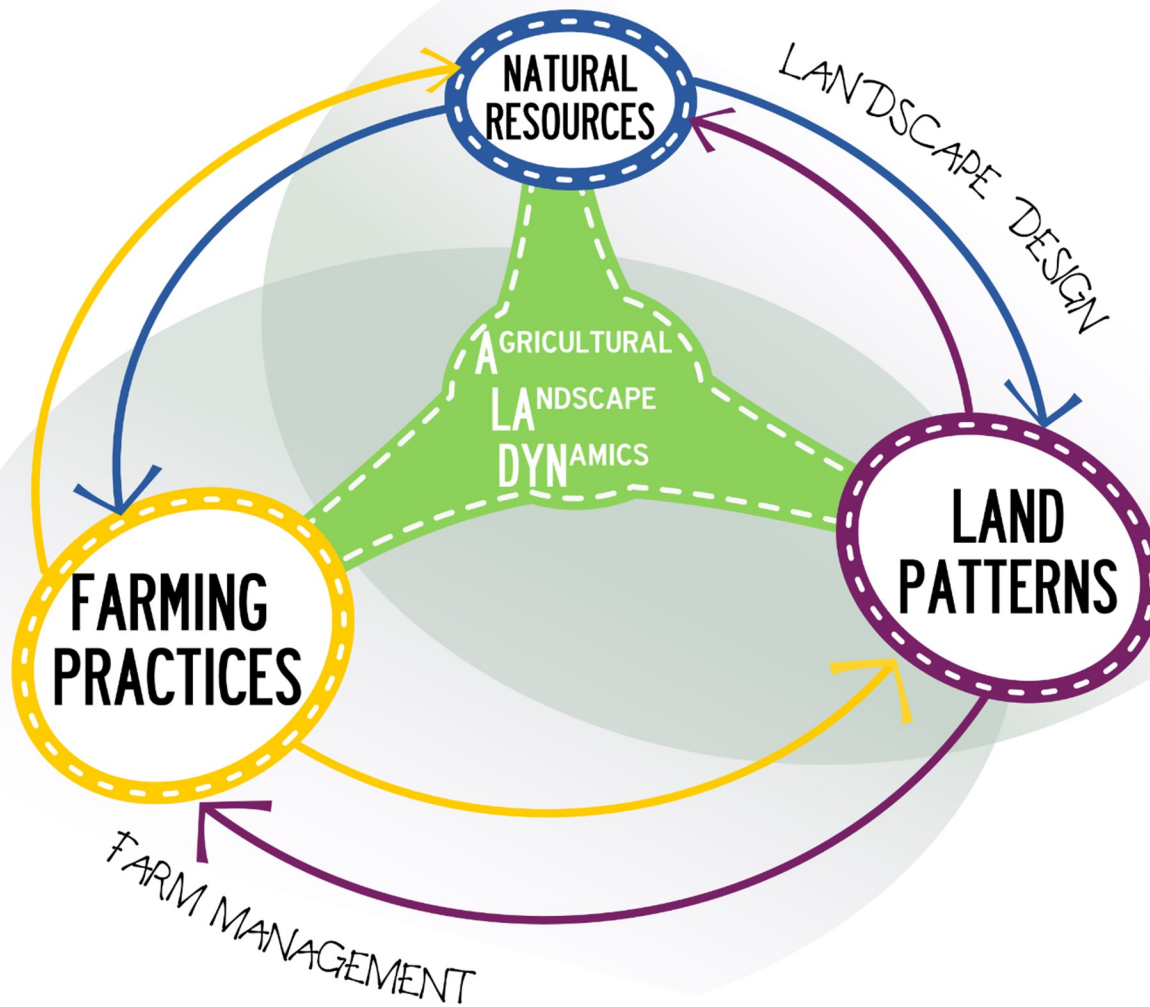 NATURAL
RESOURCES
LANDSCAPE DESIGN
AGRICULTURAL
LANDSCAPE
DYNAMICS
LAND
PATTERNS
FARMING
PRACTICES
FARM MANAGEMENT